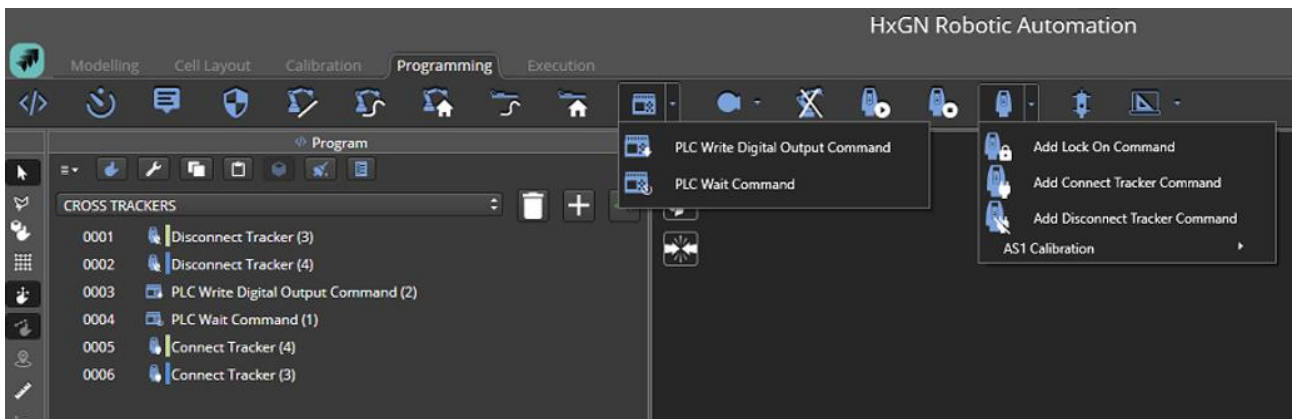 HxGN Robotic Automation
Modelling Cell Layout Calibration Programming Execution
</> Program
CROSS TRACKERS
0001 Disconnect Tracker (3)
0002 Disconnect Tracker (4)
0003 PLC Write Digital Output Command (2)
0004 PLC Wait Command (1)
0005 Connect Tracker (4)
0006 Connect Tracker (3)
PLC Write Digital Output Command
PLC Wait Command
Add Lock On Command
Add Connect Tracker Command
Add Disconnect Tracker Command
AS1 Calibration